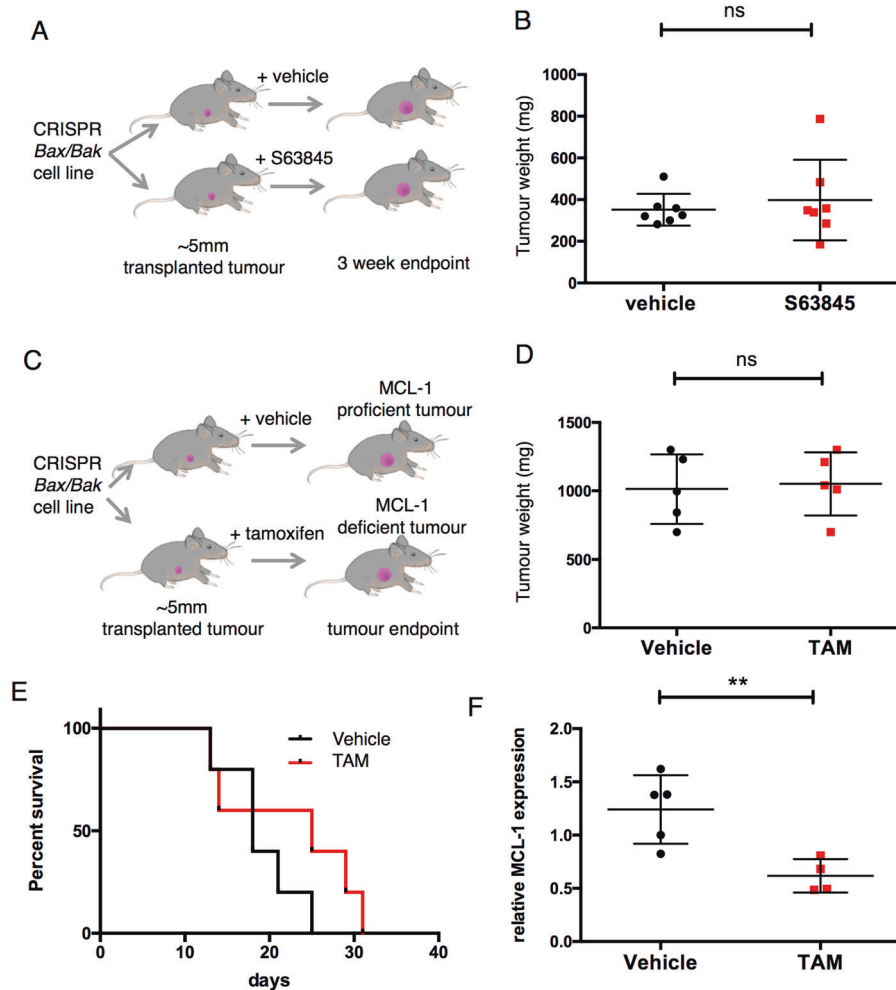 A
+ vehicle
CRISPR
Bax/Bak
cell line
+ S63845
~5mm
transplanted tumour
3 week endpoint
B
ns
Tumour weight (mg)
1000
800
600
400
200
0
vehicle
S63845
C
MCL-1
proficient tumour
+ vehicle
CRISPR
Bax/Bak
cell line
MCL-1
deficient tumour
+ tamoxifen
~5mm
transplanted tumour
tumour endpoint
D
ns
Tumour weight (mg)
1500
1000
500
0
Vehicle
TAM
E
Percent survival
100
50
0
Vehicle
TAM
0
10
20
30
40
days
F
**
relative MCL-1 expression
2.0
1.5
1.0
0.5
0.0
Vehicle
TAM